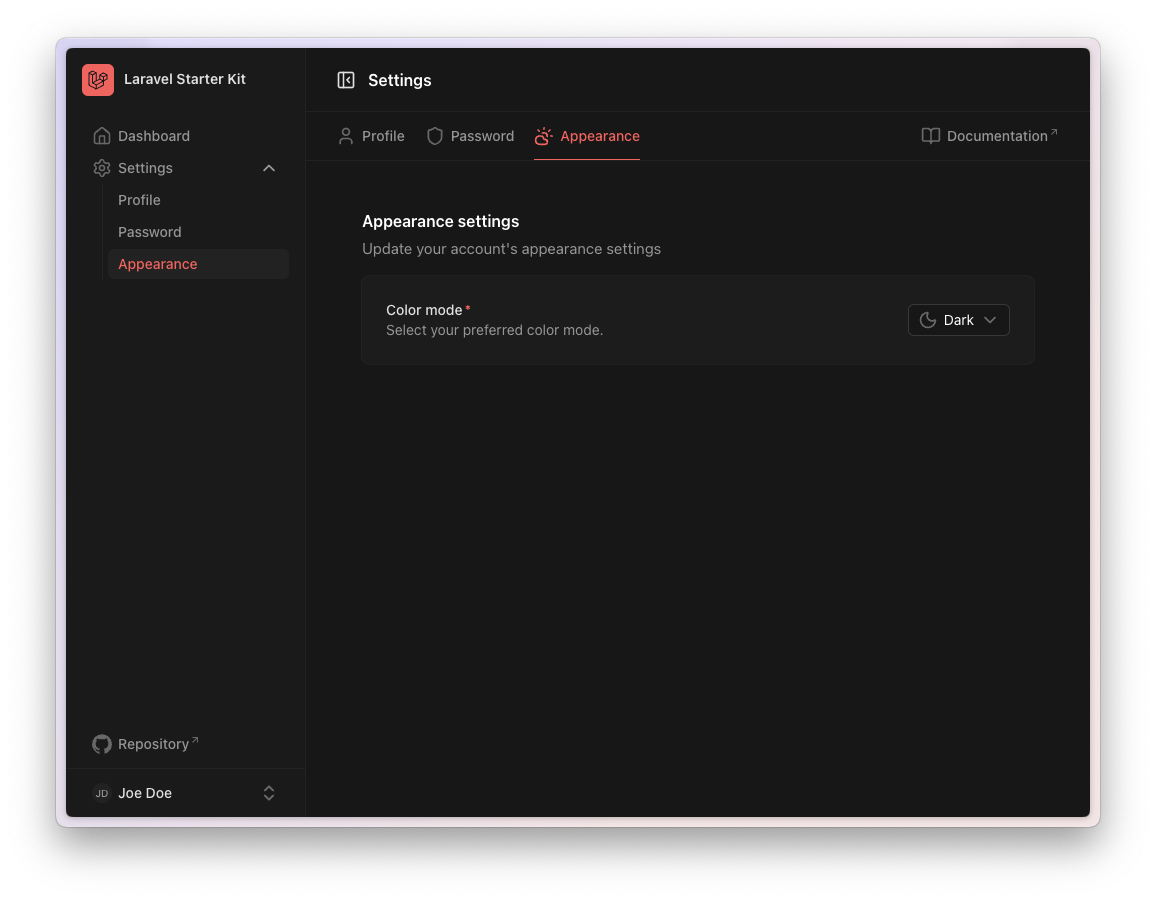 Laravel Starter Kit
Dashboard
Settings
Profile
Password
Appearance
Repository
JD Joe Doe
Settings
Profile Password Appearance Documentation
Appearance settings
Update your account's appearance settings
Color mode*
Select your preferred color mode.
Dark